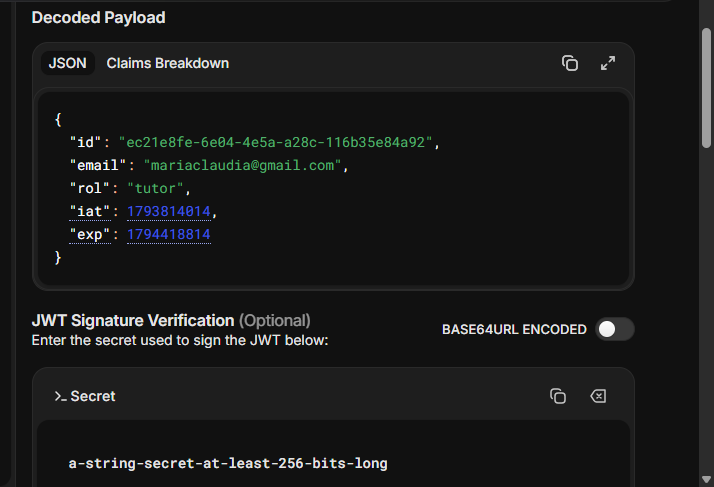 Decoded Payload
JSON Claims Breakdown
{
"id": "ec21e8fe-6e04-4e5a-a28c-116b35e84a92",
"email": "mariaclaudia@gmail.com",
"rol": "tutor",
"iat": 1793814014,
"exp": 1794418814
}
JWT Signature Verification (Optional)
Enter the secret used to sign the JWT below:
BASE64URL ENCODED
>_ Secret
a-string-secret-at-least-256-bits-long